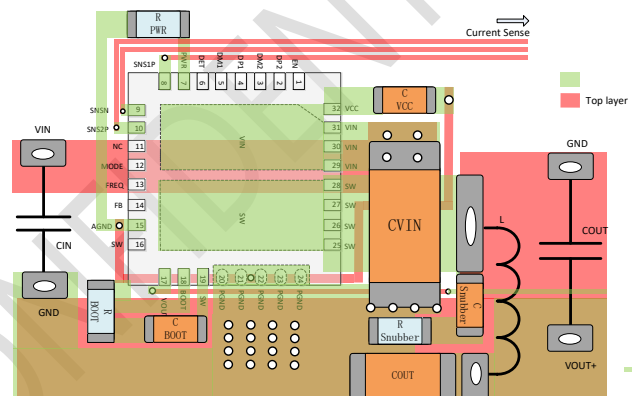 R
PWR
Current Sense
SNS1P
PWR
DET
DM1
DP1
DM2
DP2
EN
8
7
6
5
4
3
2
1
Top layer
C
VCC
SNSN
9
32
VCC
SNS2P
10
31
VIN
NC
11
30
VIN
MODE
12
29
VIN
FREQ
13
28
SW
FB
14
27
SW
AGND
15
26
SW
SW
16
25
SW
VIN
SW
17
18
19
20
21
22
23
24
VOUT
BOOT
SW
PGND
PGND
PGND
PGND
PGND
VIN
CIN
GND
R
BOOT
C
BOOT
CVIN
R
Snubber
C
Snubber
COUT
L
GND
COUT
VOUT+
CONFIDENT